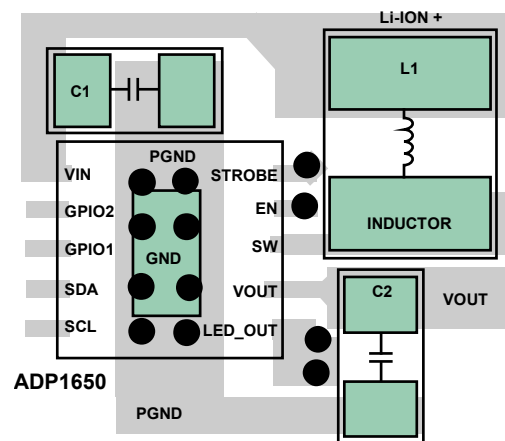 Li-ION +
C1
L1
PGND
VIN
STROBE
GPIO2
EN
INDUCTOR
GPIO1
GND
SW
SDA
VOUT
C2
VOUT
SCL
LED_OUT
ADP1650
PGND